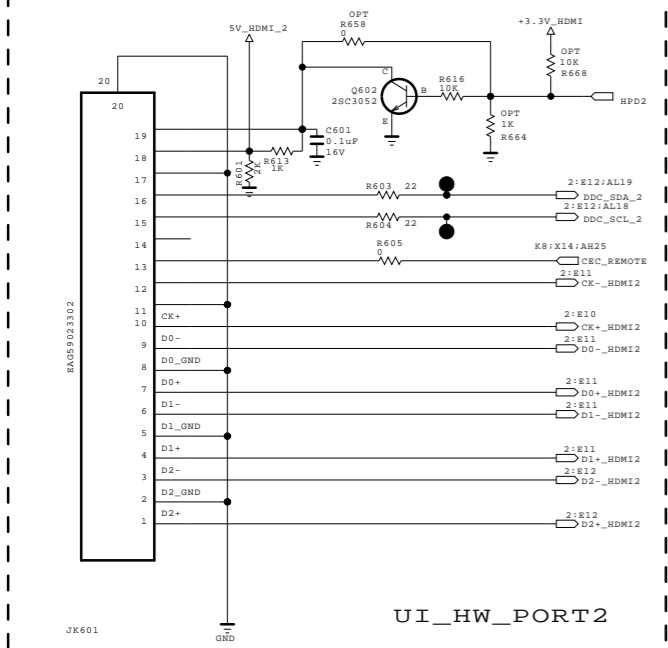 OPT
R658
0
5V_HDMI_2
+3.3V_HDMI
OPT
10K
R668
C
Q602
2SC3052
B
E
R616
10K
HPD2
OPT
1K
R664
20
20
19
C601
0.1uF
16V
18
R601
2K
R613
1K
17
16
R603
22
2:E12;AL19
DDC_SDA_2
15
R604
22
2:E12;AL18
DDC_SCL_2
14
R605
0
K8;X14;AH25
CEC_REMOTE
13
12
2:E11
CK-_HDMI2
11
10
CK+
2:E10
CK+_HDMI2
9
D0-
2:E11
D0-_HDMI2
8
D0_GND
7
D0+
2:E11
D0+_HDMI2
6
D1-
2:E11
D1-_HDMI2
5
D1_GND
4
D1+
2:E11
D1+_HDMI2
3
D2-
2:E12
D2-_HDMI2
2
D2_GND
1
D2+
2:E12
D2+_HDMI2
EAG59023302
JK601
GND
UI_HW_PORT2